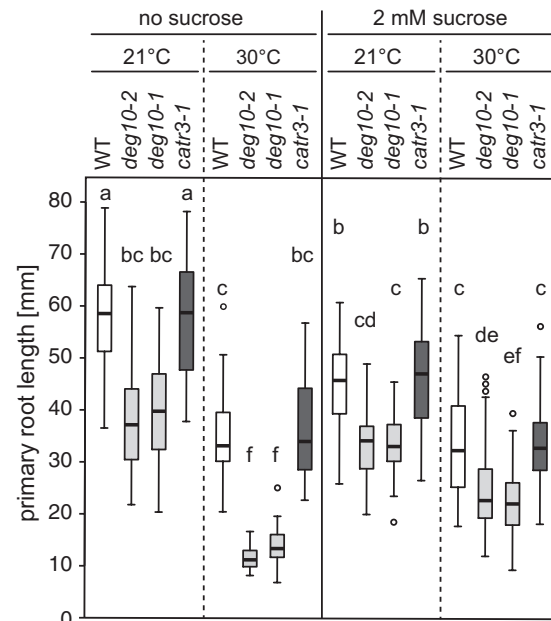 no sucrose 2 mM sucrose
21°C 30°C 21°C 30°C
WT deg10-2 deg10-1 catr3-1 WT deg10-2 deg10-1 catr3-1 WT deg10-2 deg10-1 catr3-1 WT deg10-2 deg10-1 catr3-1
primary root length [mm]
80
70
60
50
40
30
20
10
0
a bc bc a c f f bc b cd c b c de ef c